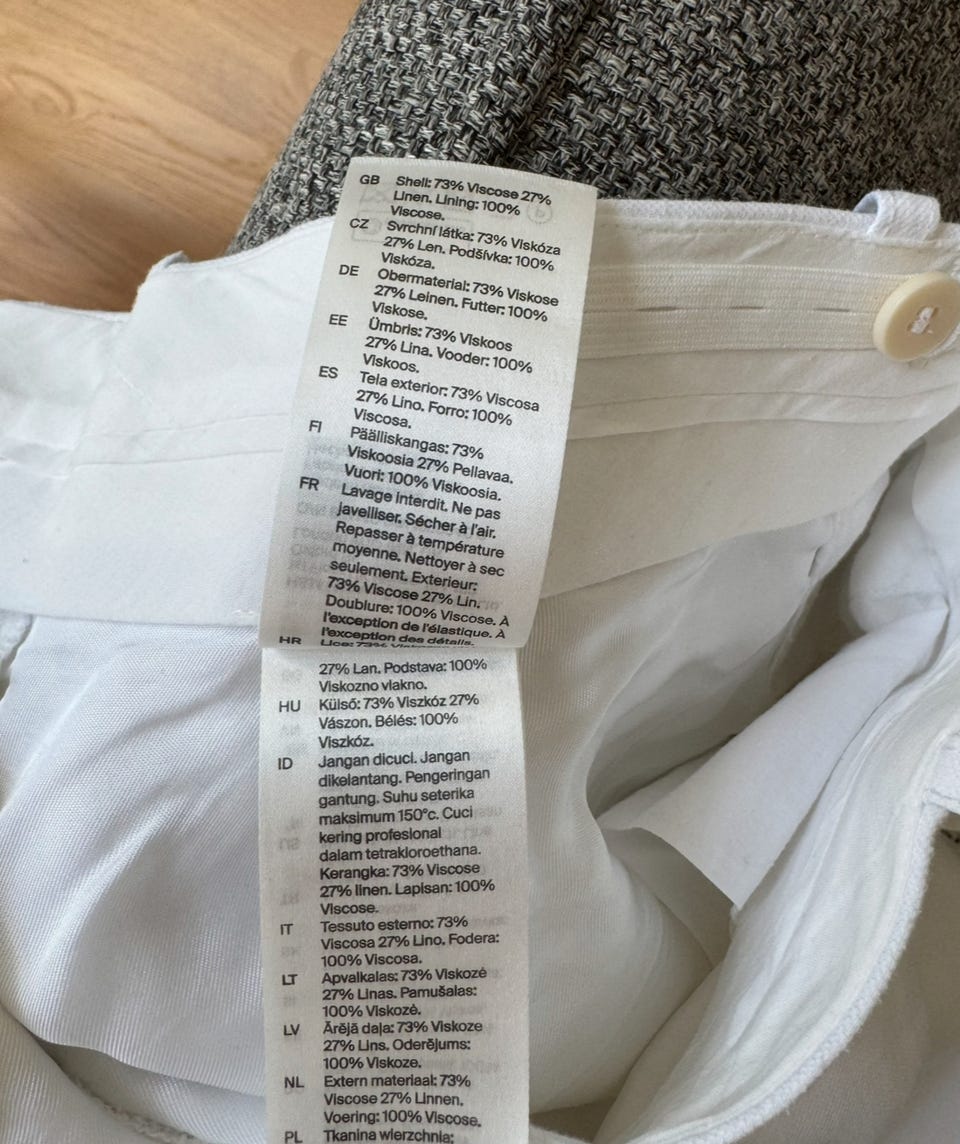 GB Shell: 73% Viscose 27%
Linen. Lining: 100%
Viscose.
CZ Svrchní látka: 73% Viskóza
27% Len. Podšívka: 100%
Viskóza.
DE Obermaterial: 73% Viskose
27% Leinen. Futter: 100%
Viskose.
EE Ümbris: 73% Viskoos
27% Lina. Vooder: 100%
Viskoos.
ES Tela exterior: 73% Viscosa
27% Lino. Forro: 100%
Viscosa.
FI Päälliskangas: 73%
Viskoosia 27% Pellavaa.
Vuori: 100% Viskoosia.
FR Lavage interdit. Ne pas
javelliser. Sécher à l'air.
Repasser à température
moyenne. Nettoyer à sec
seulement. Exterieur:
73% Viscose 27% Lin.
Doublure: 100% Viscose. À
l'exception de l'élastique. À
l'exception des détails.
HR Lice: 73%
27% Lan. Podstava: 100%
Viskozno vlakno.
HU Külső: 73% Viszkóz 27%
Vászon. Bélés: 100%
Viszkóz.
ID Jangan dicuci. Jangan
dikelantang. Pengeringan
gantung. Suhu seterika
maksimum 150°c. Cuci
kering profesional
dalam tetrakloroethana.
Kerangka: 73% Viscose
27% linen. Lapisan: 100%
Viscose.
IT Tessuto esterno: 73%
Viscosa 27% Lino. Fodera:
100% Viscosa.
LT Apvalkalas: 73% Viskozė
27% Linas. Pamušalas:
100% Viskozė.
LV Ārējā daļa: 73% Viskoze
27% Lins. Oderējums:
100% Viskoze.
NL Extern materiaal: 73%
Viscose 27% Linnen.
Voering: 100% Viscose.
PL Tkanina wierzchnia: